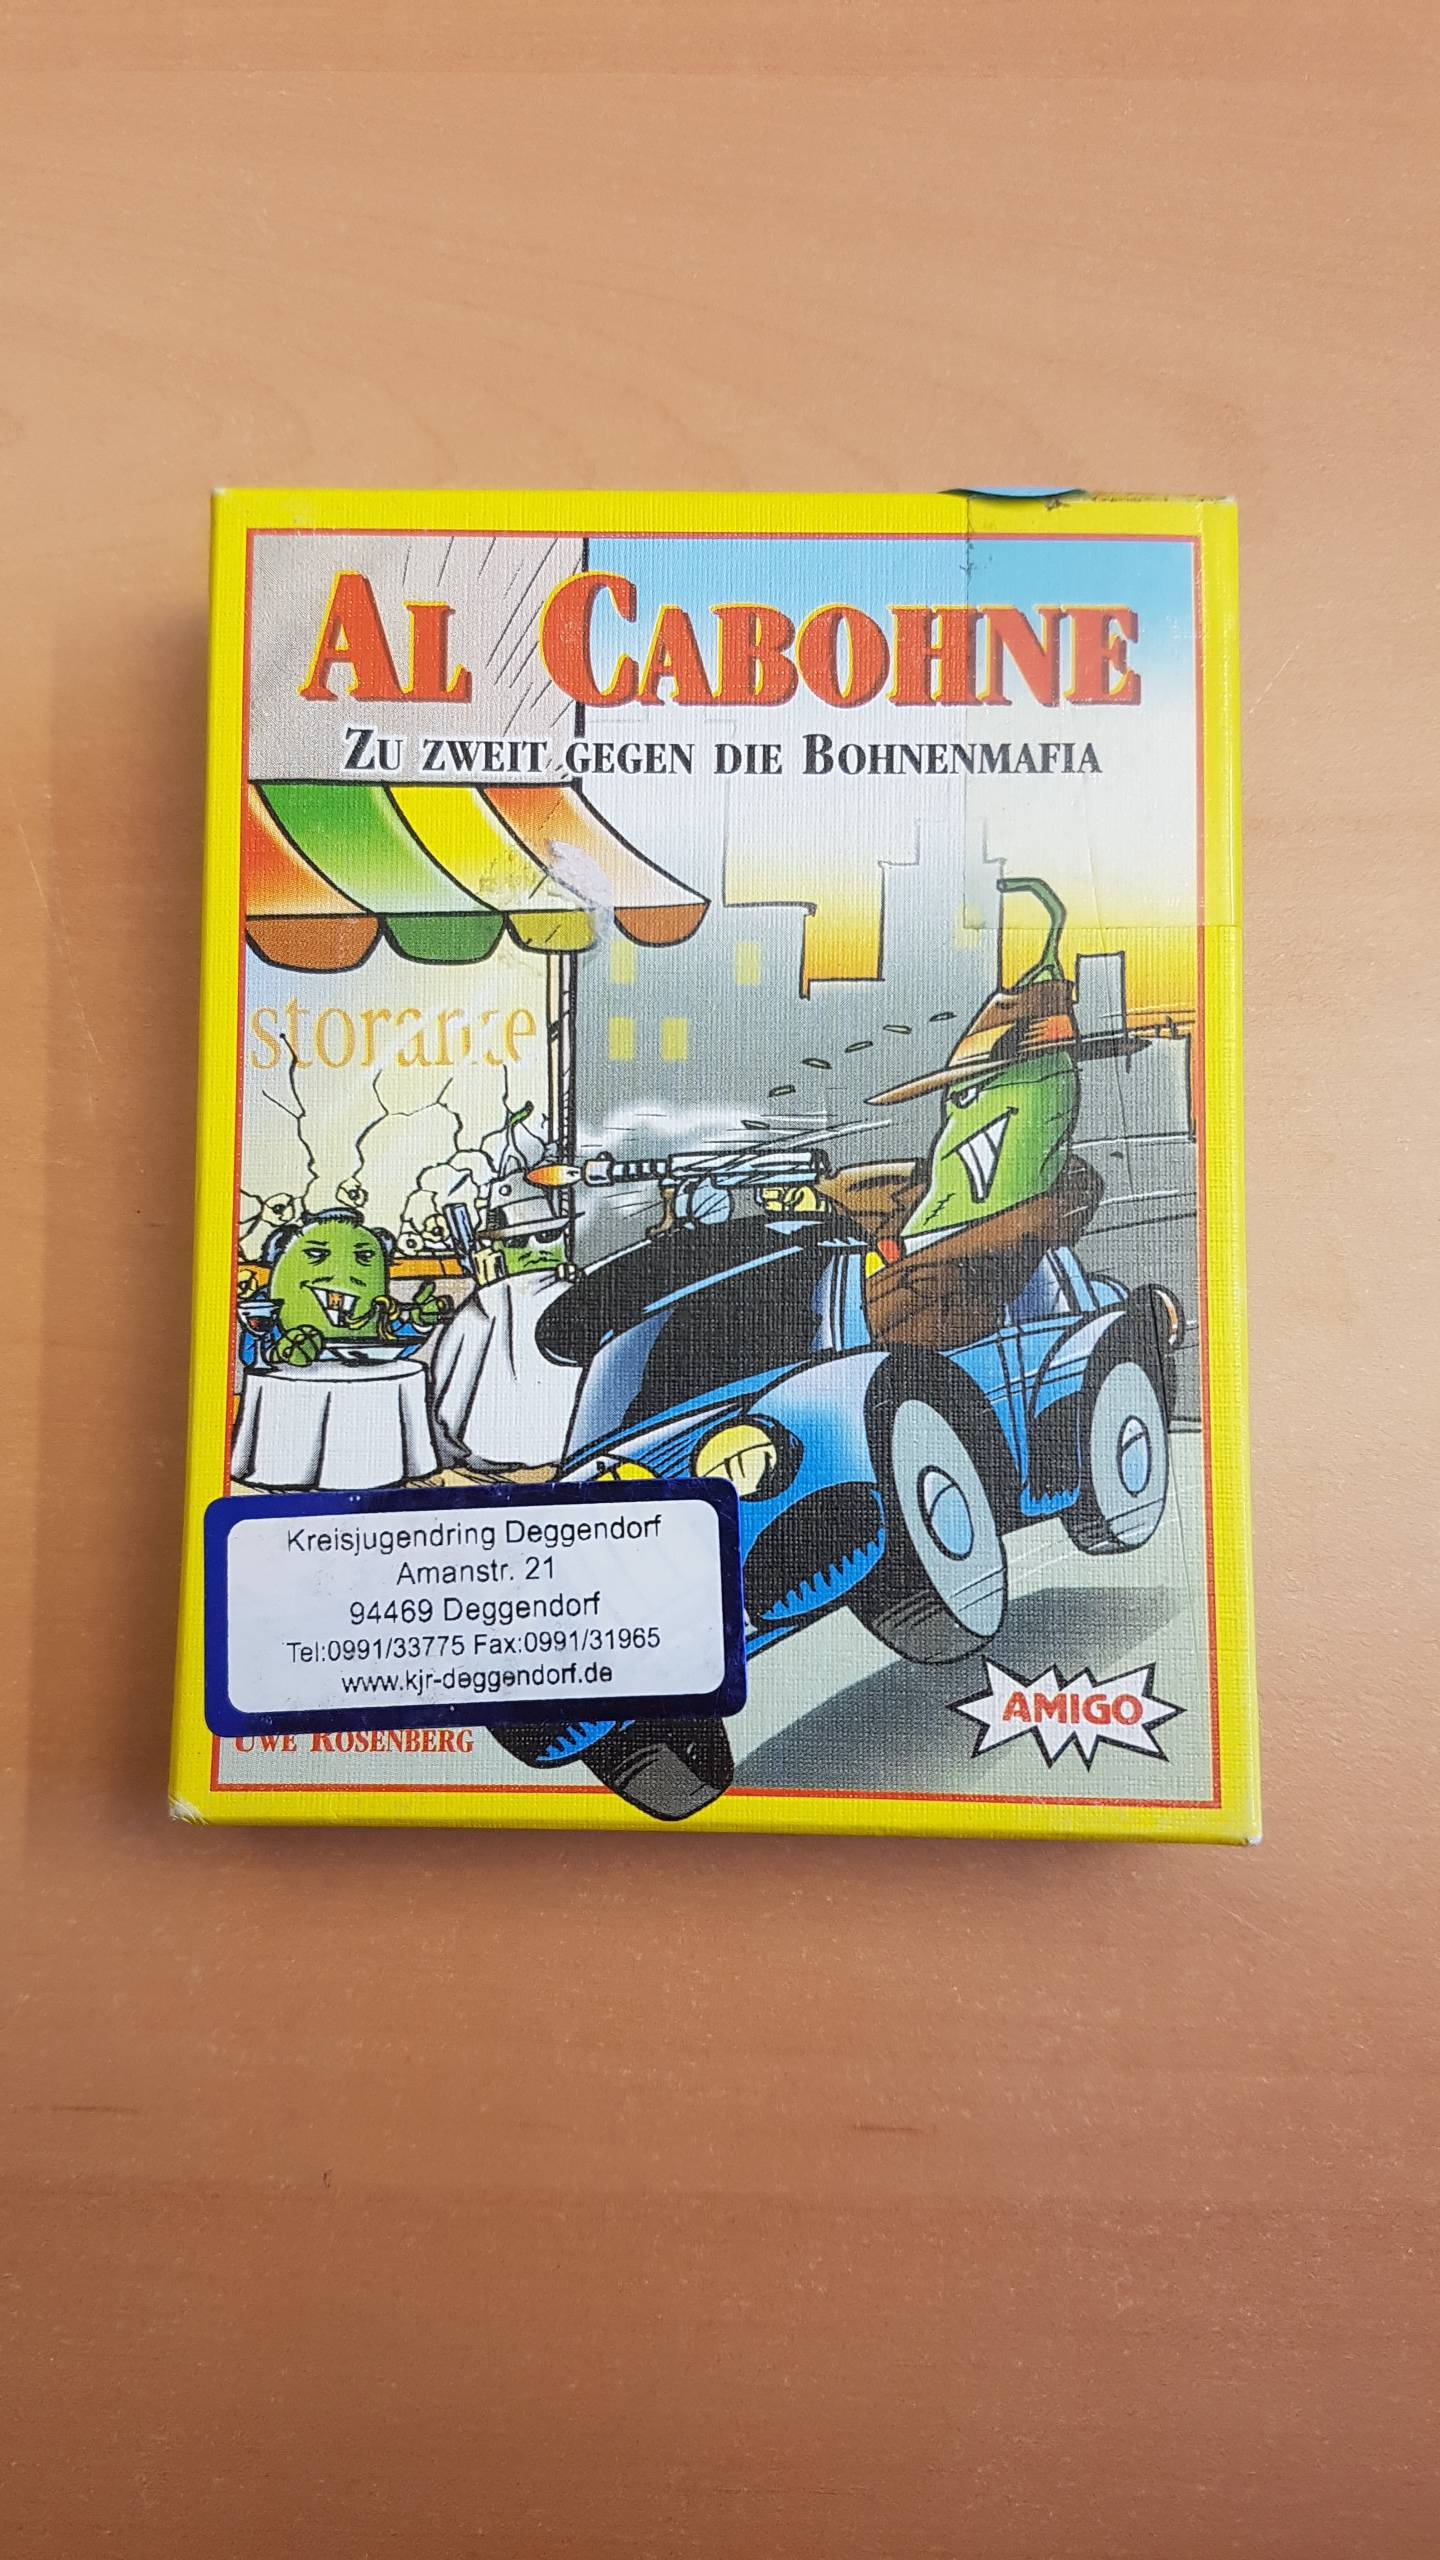 AL CABOHNE
ZU ZWEIT GEGEN DIE BOHNENMAFIA
storante
Kreisjugendring Deggendorf
Amanstr. 21
94469 Deggendorf
Tel:0991/33775 Fax:0991/31965
www.kjr-deggendorf.de
UWE ROSENBERG
AMIGO